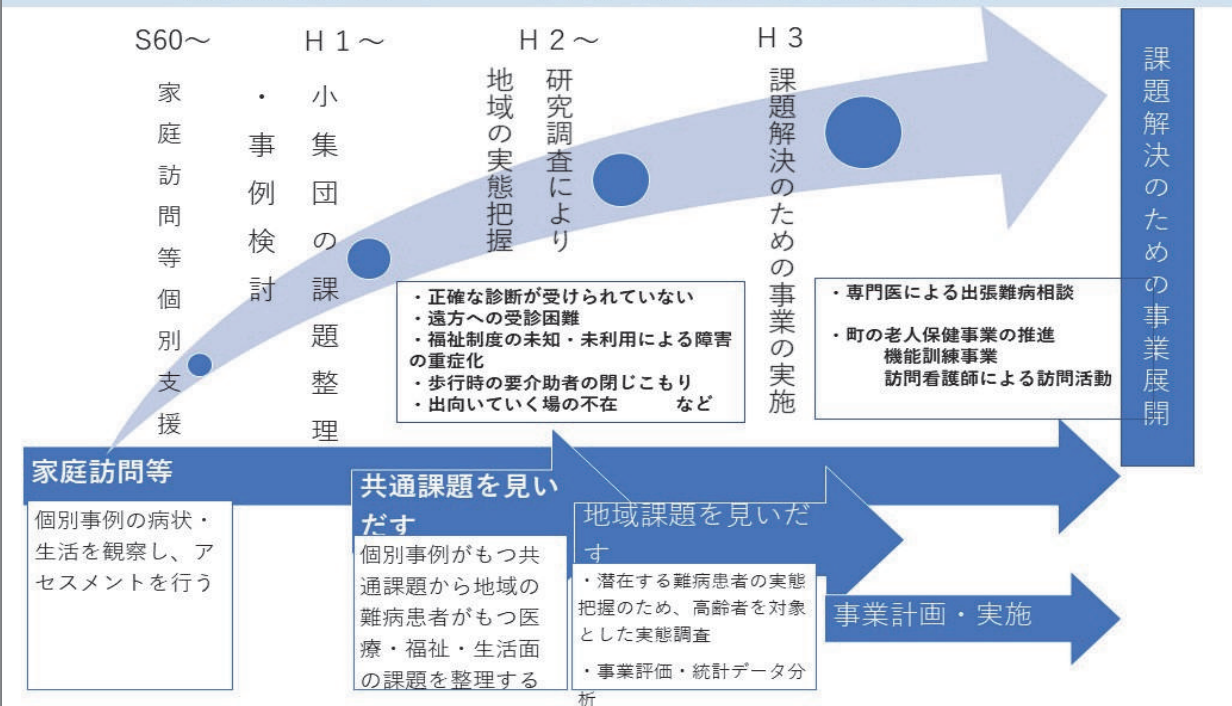 S60~
家庭訪問等個別支援
H1~
小集団の課題整理
・事例検討
H2~
研究調査により
地域の実態把握
H3
課題解決のための事業の実施
課題解決のための事業展開
・正確な診断が受けられていない
・遠方への受診困難
・福祉制度の未知・未利用による障害
の重症化
・歩行時の要介助者の閉じこもり
・出向いていく場の不在 など
・専門医による出張難病相談
・町の老人保健事業の推進
機能訓練事業
訪問看護師による訪問活動
家庭訪問等
個別事例の病状・
生活を観察し、ア
セスメントを行う
共通課題を見い
だす
個別事例がもつ共
通課題から地域の
難病患者がもつ医
療・福祉・生活面
の課題を整理する
地域課題を見いだ
す
・潜在する難病患者の実態
把握のため、高齢者を対象
とした実態調査
・事業評価・統計データ分
析
事業計画・実施